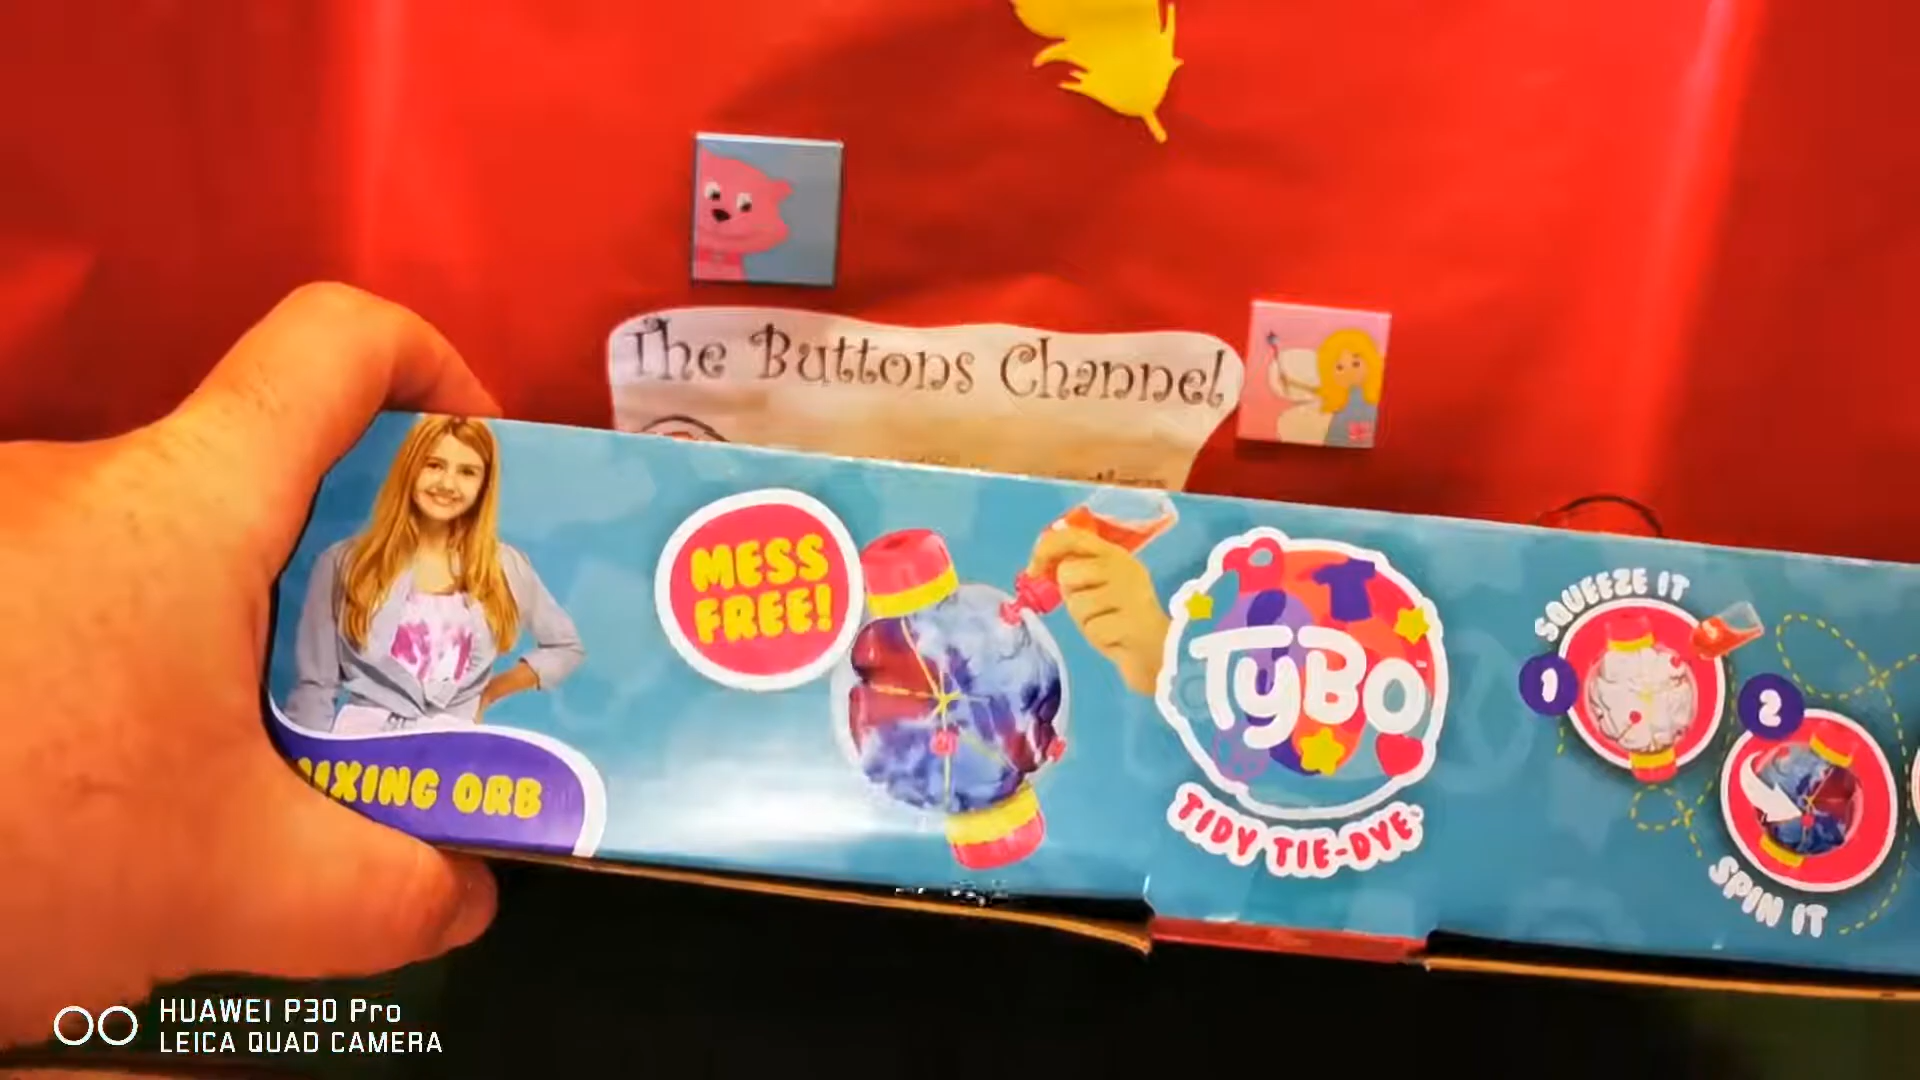 The Buttons Channel
MESS
FREE!
TyBo
TIDY TIE-DYE
SQUEEZE IT
1
2
SPIN IT
MIXING ORB
HUAWEI P30 Pro
LEICA QUAD CAMERA